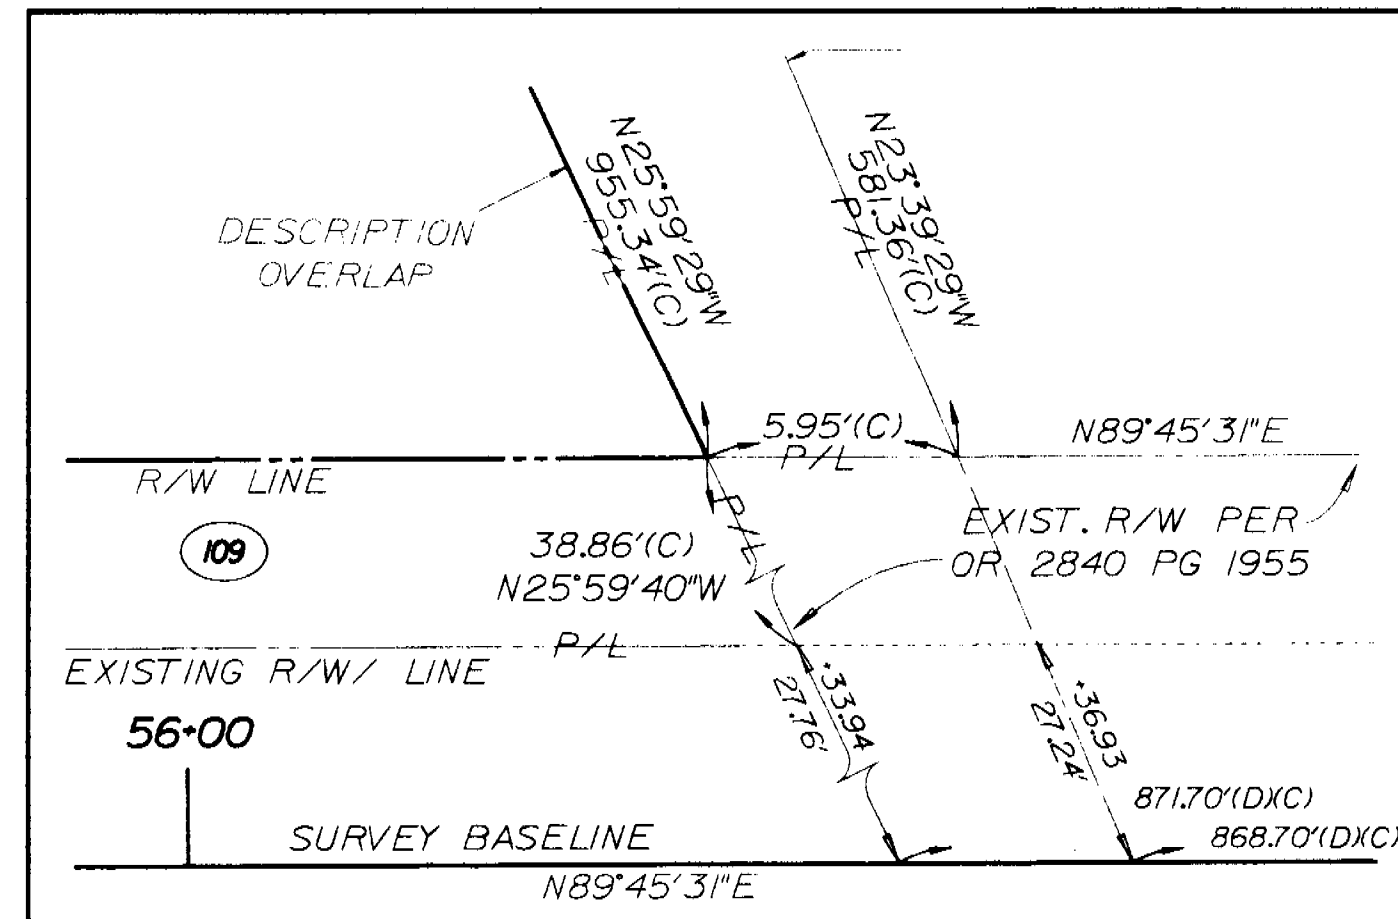 N25°59'29"W
955.34'(C)
P/L
N23°39'29"W
581.36'(C)
P/L
DESCRIPTION
OVERLAP
5.95'(C)
P/L
N89°45'31"E
R/W LINE
109
38.86'(C)
N25°59'40"W
P/L
EXIST. R/W PER
OR 2840 PG 1955
P/L
EXISTING R/W/ LINE
+33.94
27.76'
+36.93
27.24'
56+00
871.70'(D)(C)
868.70'(D)(C)
SURVEY BASELINE
N89°45'31"E